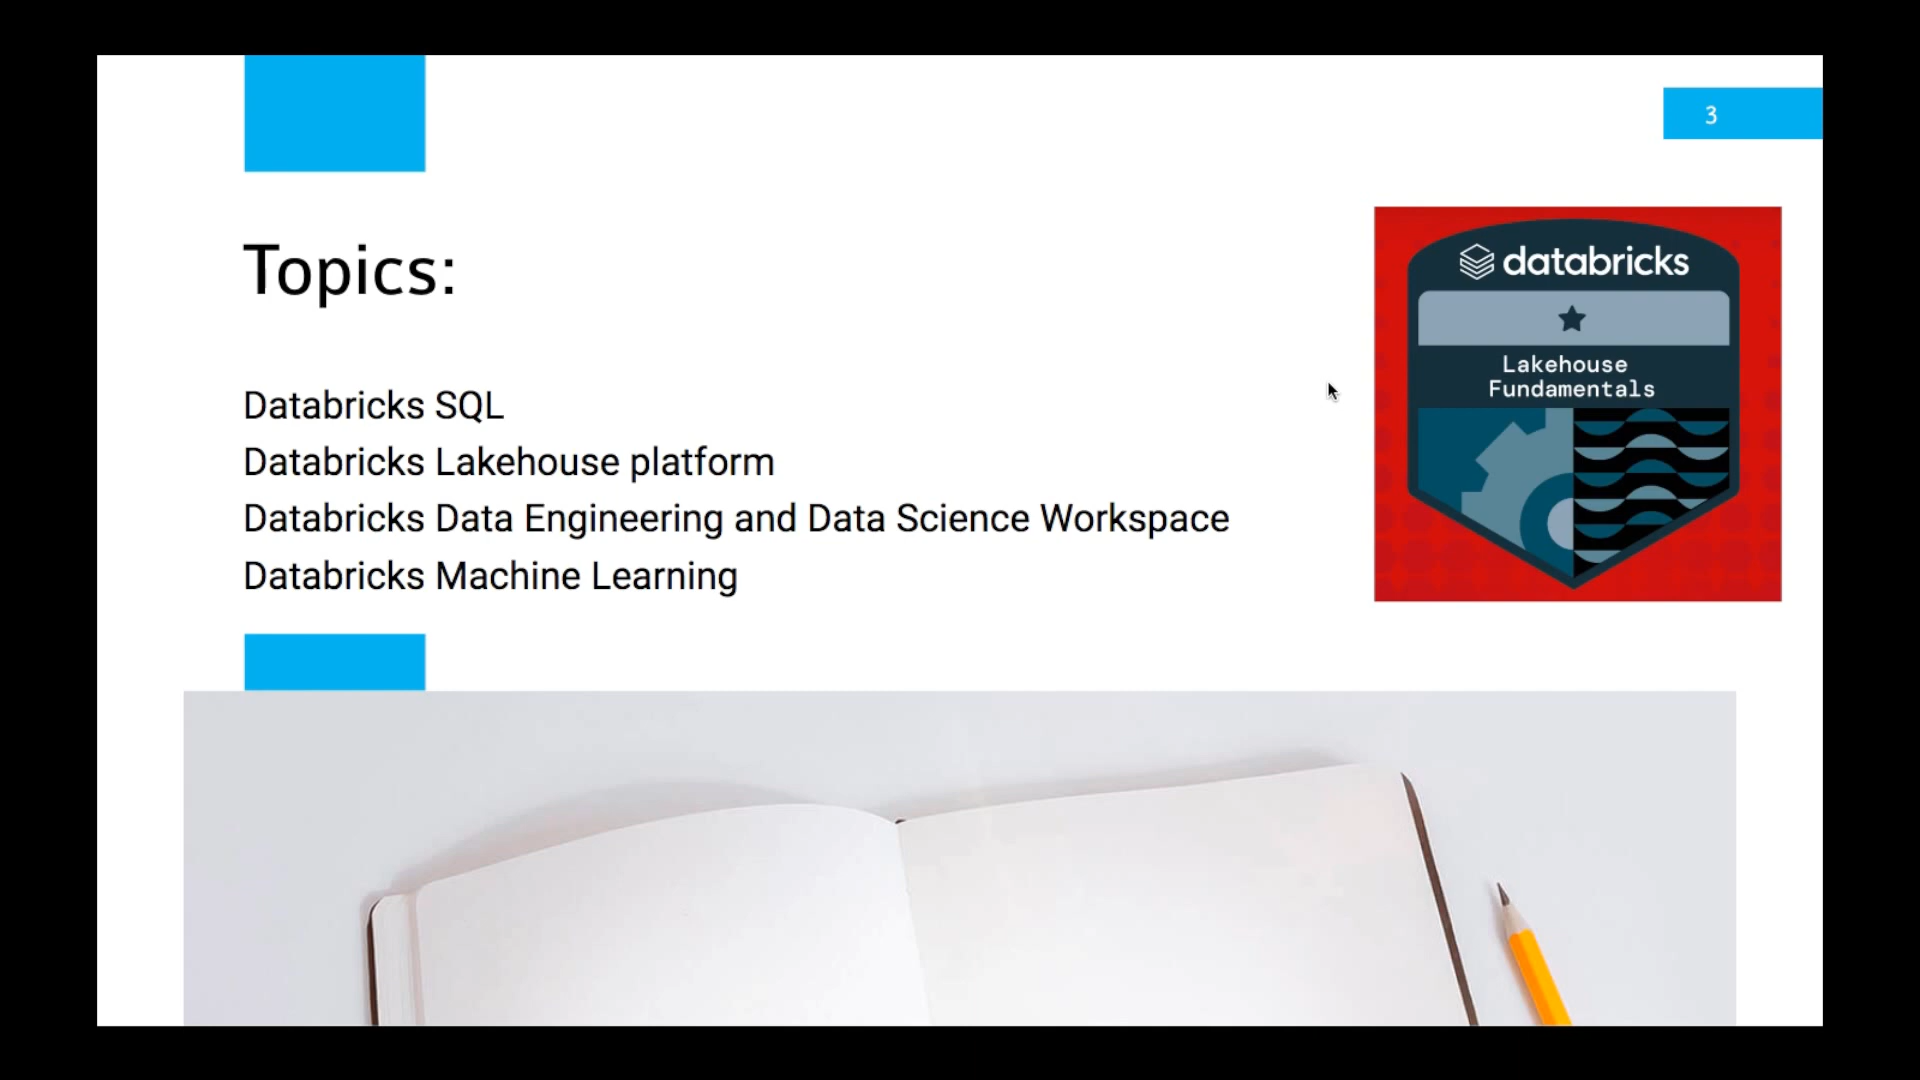 3
Topics:
Databricks SQL
Databricks Lakehouse platform
Databricks Data Engineering and Data Science Workspace
Databricks Machine Learning
databricks
Lakehouse
Fundamentals